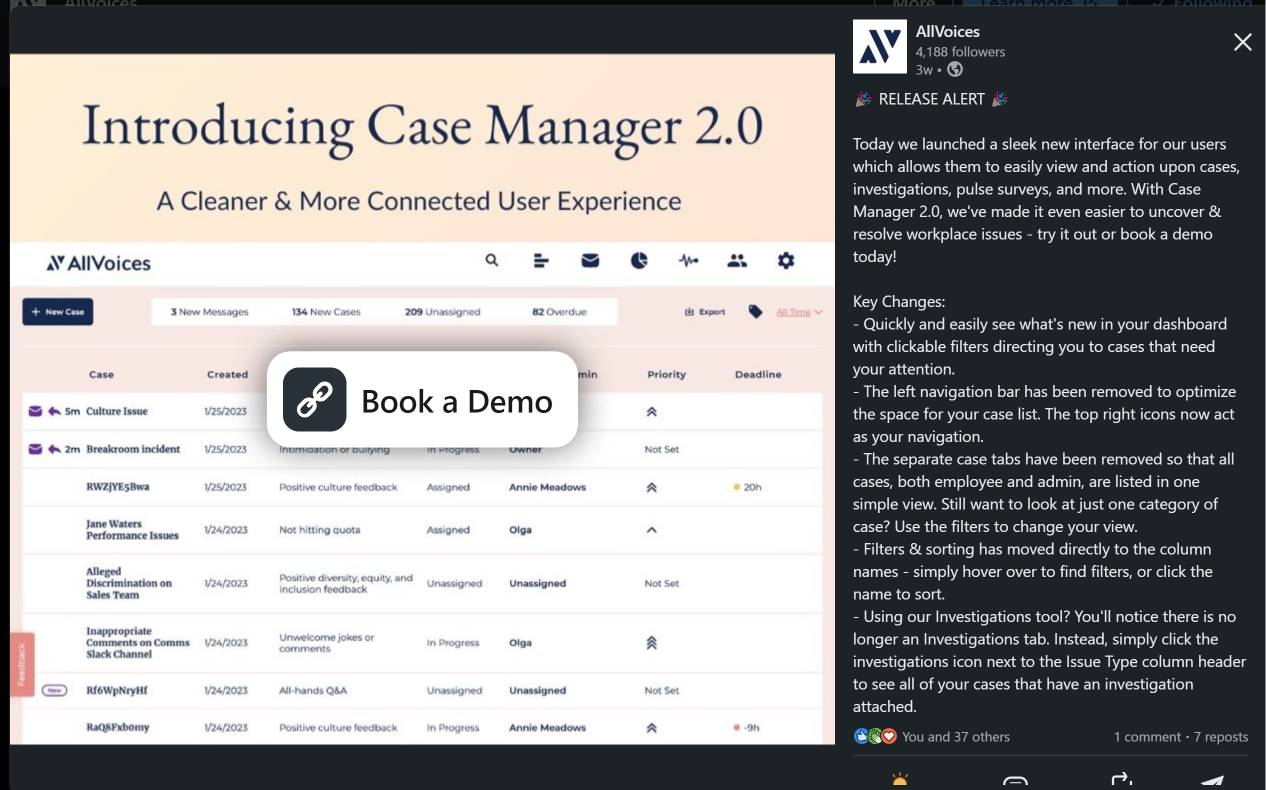 AllVoices
More
Learn more
Following
Introducing Case Manager 2.0
A Cleaner & More Connected User Experience
AllVoices
+ New Case
3 New Messages
134 New Cases
209 Unassigned
82 Overdue
Export
All Time
Case Created min Priority Deadline
5m Culture Issue 1/25/2023
2m Breakroom incident 1/25/2023 Intimidation or bullying In Progress Owner Not Set
RWZjYE5Bwa 1/25/2023 Positive culture feedback Assigned Annie Meadows 20h
Jane Waters
Performance Issues 1/24/2023 Not hitting quota Assigned Olga
Alleged
Discrimination on
Sales Team 1/24/2023 Positive diversity, equity, and
inclusion feedback Unassigned Unassigned Not Set
Inappropriate
Comments on Comms
Slack Channel 1/24/2023 Unwelcome jokes or
comments In Progress Olga
New Rf6WpNryHf 1/24/2023 All-hands Q&A Unassigned Unassigned Not Set
RaQ8Fxbomy 1/24/2023 Positive culture feedback In Progress Annie Meadows -9h
Feedback
Book a Demo
AllVoices
4,188 followers
3w •
🎉 RELEASE ALERT 🎉
Today we launched a sleek new interface for our users
which allows them to easily view and action upon cases,
investigations, pulse surveys, and more. With Case
Manager 2.0, we've made it even easier to uncover &
resolve workplace issues - try it out or book a demo
today!
Key Changes:
- Quickly and easily see what's new in your dashboard
with clickable filters directing you to cases that need
your attention.
- The left navigation bar has been removed to optimize
the space for your case list. The top right icons now act
as your navigation.
- The separate case tabs have been removed so that all
cases, both employee and admin, are listed in one
simple view. Still want to look at just one category of
case? Use the filters to change your view.
- Filters & sorting has moved directly to the column
names - simply hover over to find filters, or click the
name to sort.
- Using our Investigations tool? You'll notice there is no
longer an Investigations tab. Instead, simply click the
investigations icon next to the Issue Type column header
to see all of your cases that have an investigation
attached.
You and 37 others
1 comment • 7 reposts